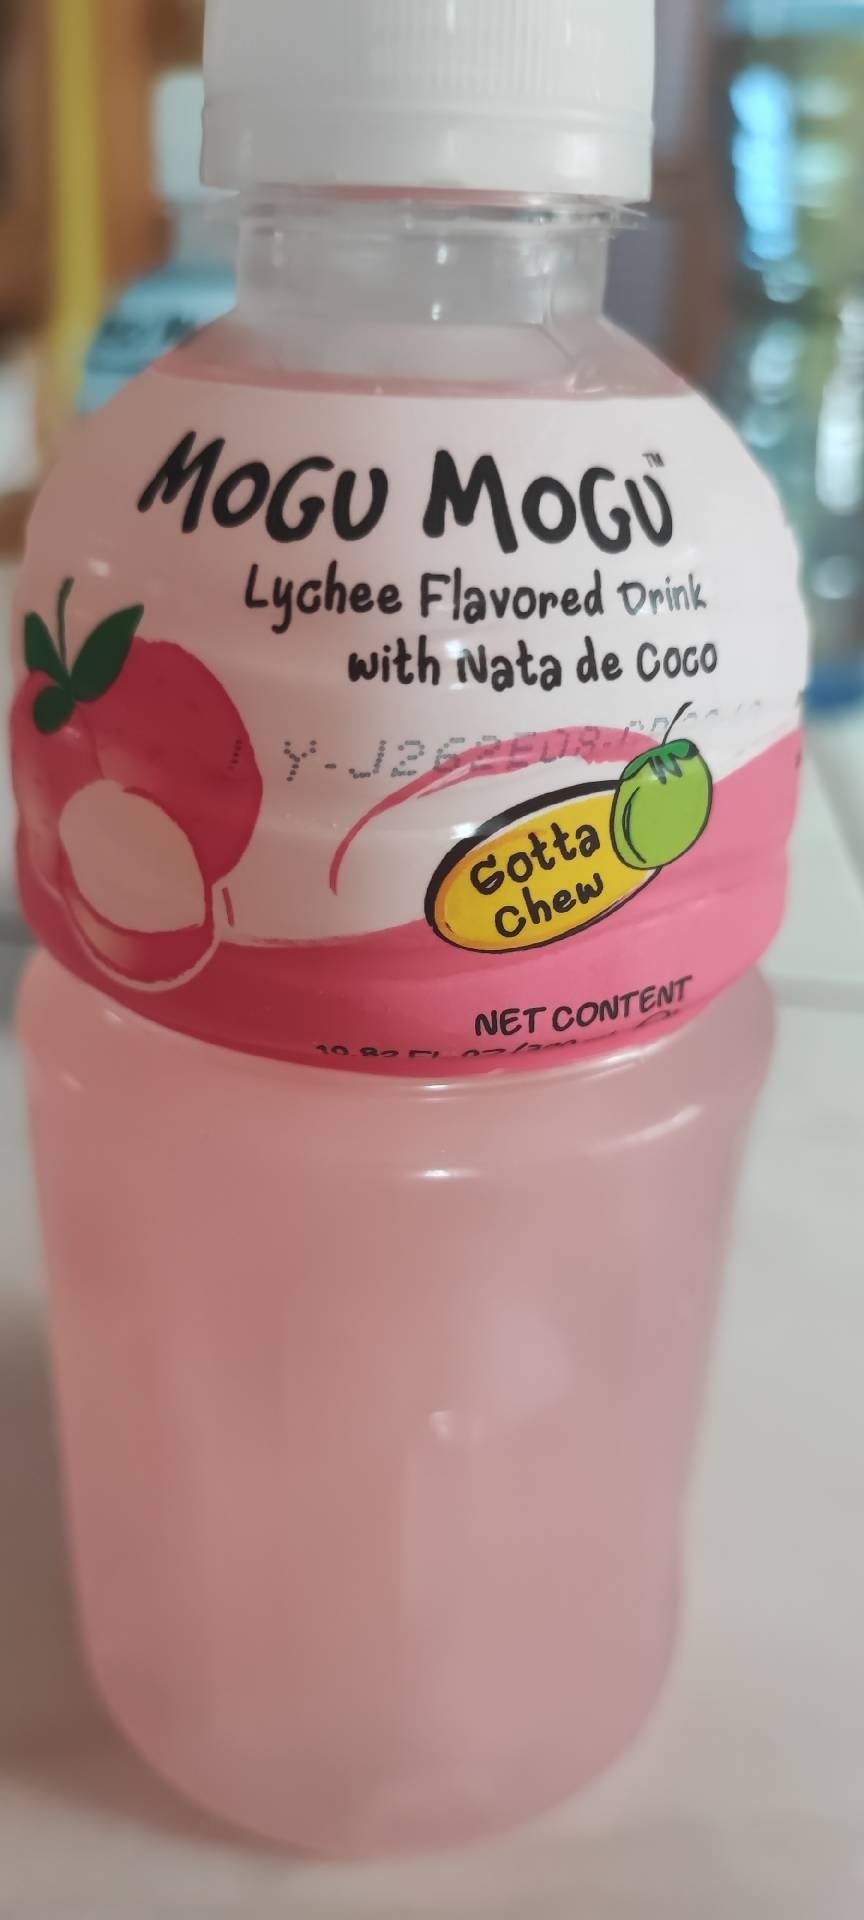 MOGU MOGU™
Lychee Flavored Drink
with Nata de Coco
Gotta
Chew
NET CONTENT